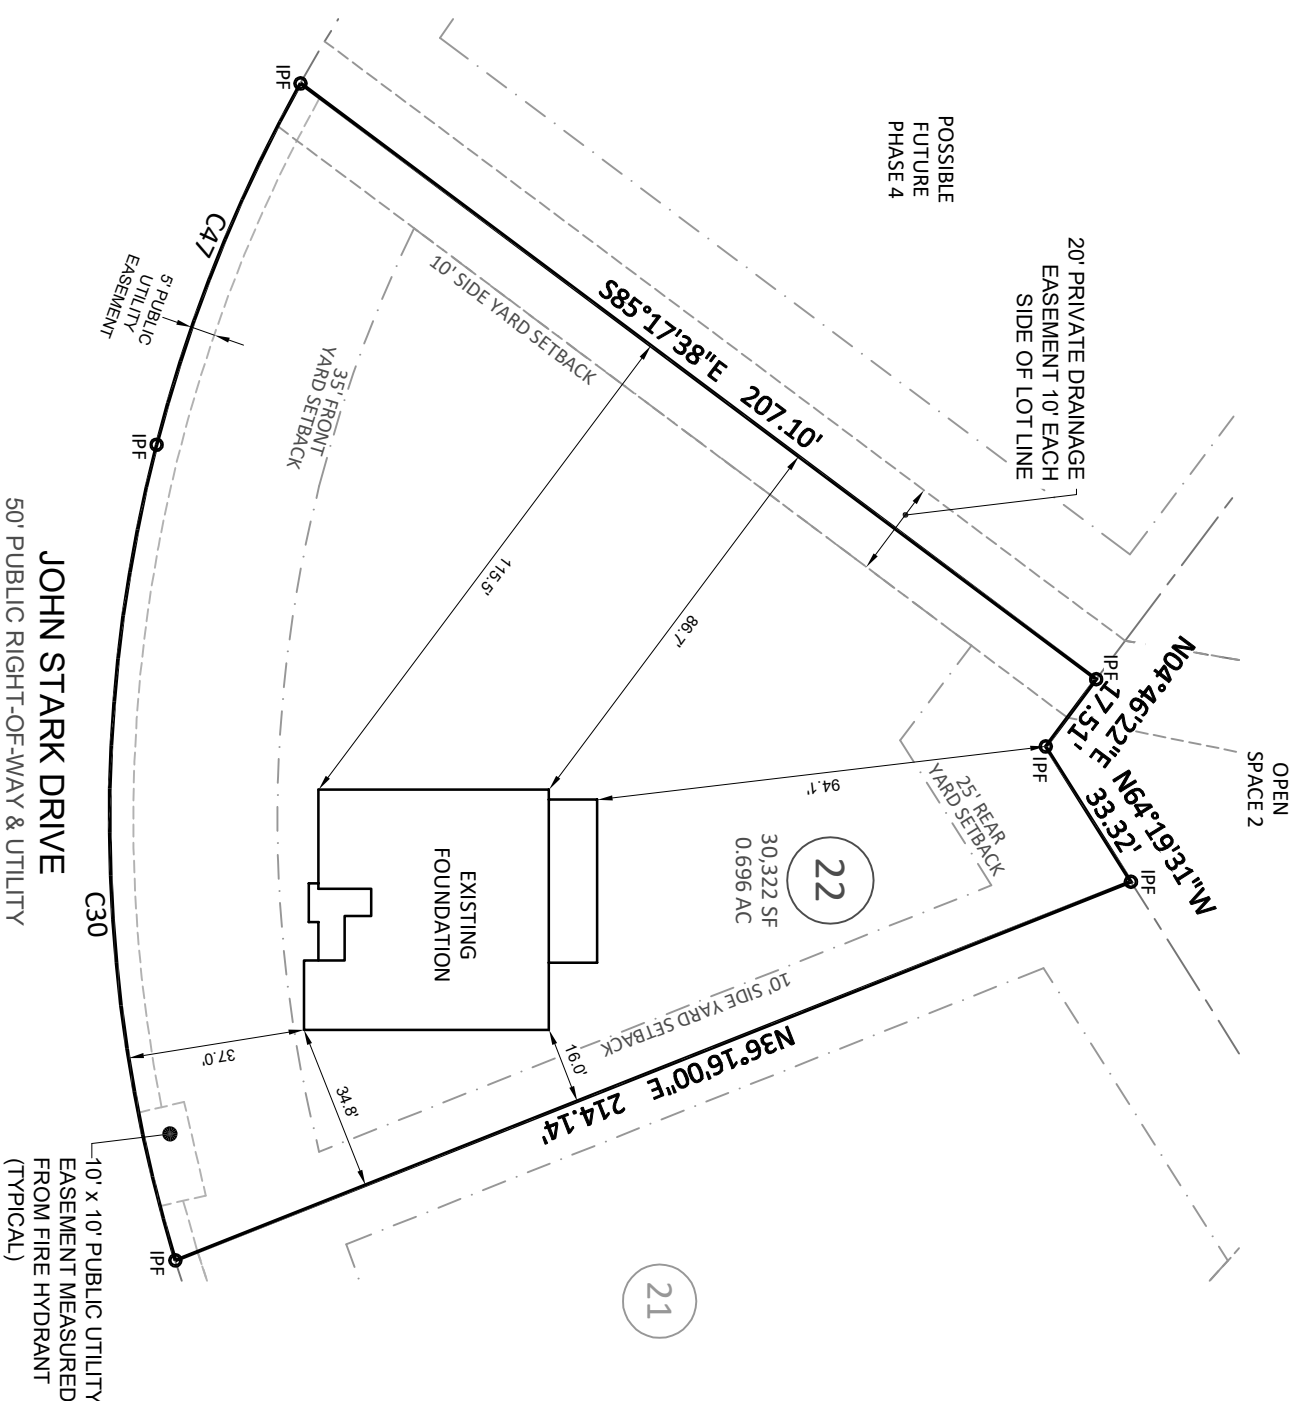 POSSIBLE
FUTURE
PHASE 4
20' PRIVATE DRAINAGE
EASEMENT 10' EACH
SIDE OF LOT LINE
OPEN
SPACE 2
N04°46'22"E
17.51'
N64°19'31"W
33.32'
IPF
IPF
IPF
S85°17'38"E 207.10'
10' SIDE YARD SETBACK
25' REAR
YARD SETBACK
22
30,322 SF
0.696 AC
94.1'
86.7'
115.5'
EXISTING
FOUNDATION
10' SIDE YARD SETBACK
N36°16'00"E 214.14'
16.0'
34.8'
37.0'
21
35' FRONT
YARD SETBACK
IPF
C47
5' PUBLIC
UTILITY
EASEMENT
IPF
C30
IPF
JOHN STARK DRIVE
50' PUBLIC RIGHT-OF-WAY & UTILITY
10' x 10' PUBLIC UTILITY
EASEMENT MEASURED
FROM FIRE HYDRANT
(TYPICAL)